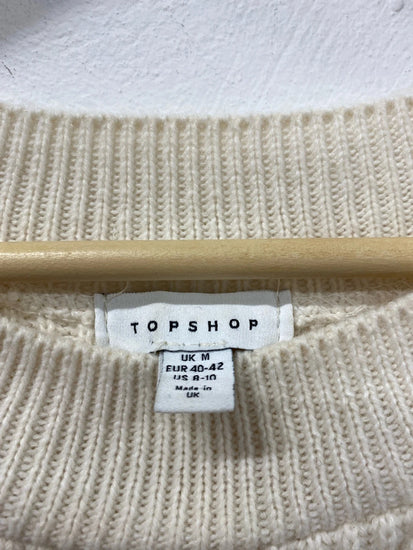 TOPSHOP
UK M
EUR 40-42
US 8-10
Made in
UK